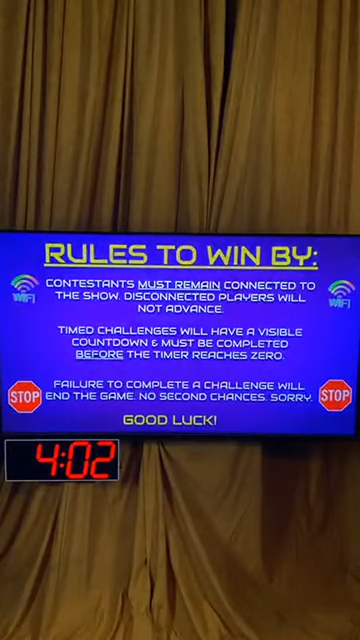 RULES TO WIN BY:
CONTESTANTS MUST REMAIN CONNECTED TO
THE SHOW. DISCONNECTED PLAYERS WILL
NOT ADVANCE.
WiFi
WiFi
TIMED CHALLENGES WILL HAVE A VISIBLE
COUNTDOWN & MUST BE COMPLETED
BEFORE THE TIMER REACHES ZERO.
STOP
FAILURE TO COMPLETE A CHALLENGE WILL
END THE GAME. NO SECOND CHANCES. SORRY.
STOP
GOOD LUCK!
4:02